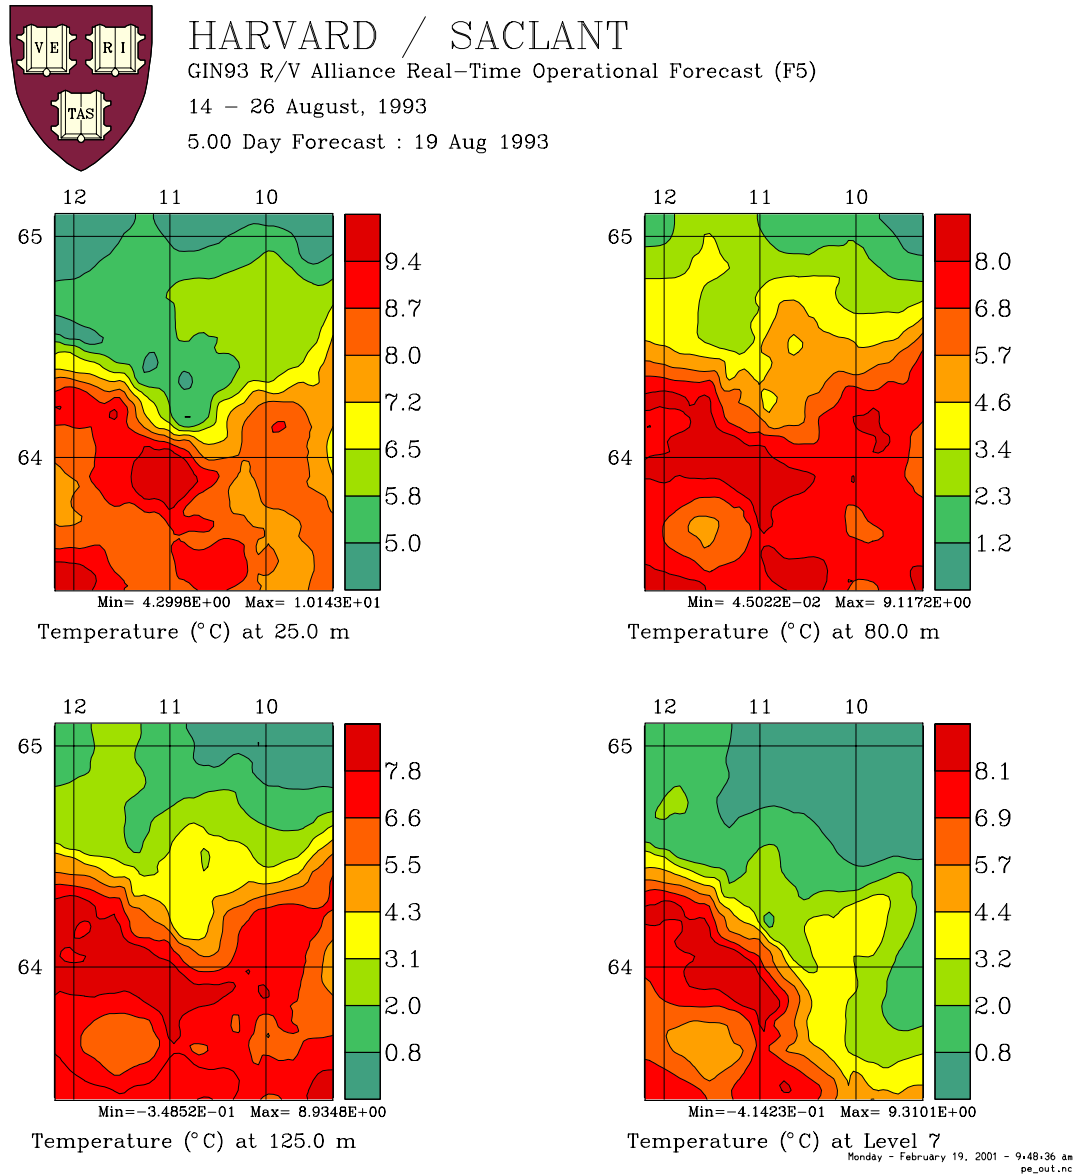 VE RI
TAS
HARVARD / SACLANT
GIN93 R/V Alliance Real-Time Operational Forecast (F5)
14 - 26 August, 1993
5.00 Day Forecast : 19 Aug 1993
12 11 10
65
64
9.4
8.7
8.0
7.2
6.5
5.8
5.0
Min= 4.2998E+00 Max= 1.0143E+01
Temperature (°C) at 25.0 m
12 11 10
65
64
8.0
6.8
5.7
4.6
3.4
2.3
1.2
Min= 4.5022E-02 Max= 9.1172E+00
Temperature (°C) at 80.0 m
12 11 10
65
64
7.8
6.6
5.5
4.3
3.1
2.0
0.8
Min=-3.4852E-01 Max= 8.9348E+00
Temperature (°C) at 125.0 m
12 11 10
65
64
8.1
6.9
5.7
4.4
3.2
2.0
0.8
Min=-4.1423E-01 Max= 9.3101E+00
Temperature (°C) at Level 7
Monday - February 19, 2001 - 9:48:36 am
pe_out.nc